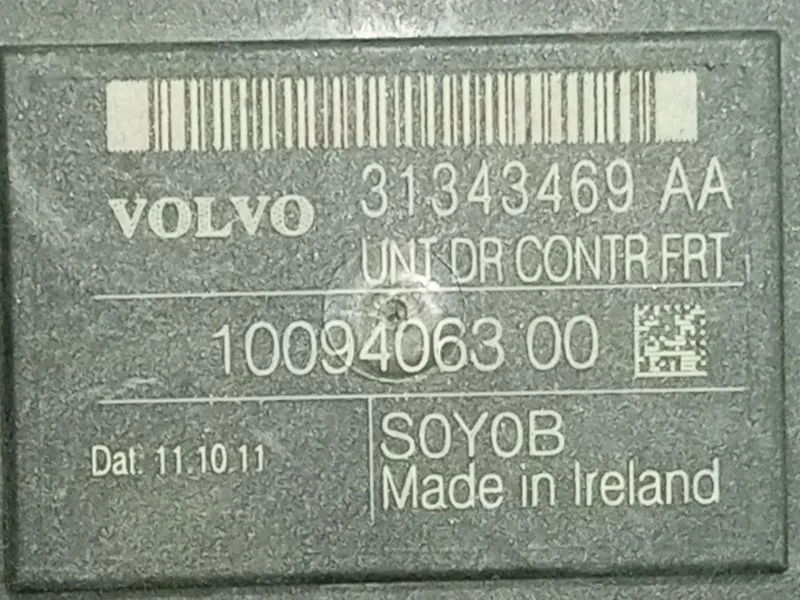 VOLVO 31343469 AA
UNT DR CONTR FRT
10094063 00
S0Y0B
Dat. 11.10.11
Made in Ireland